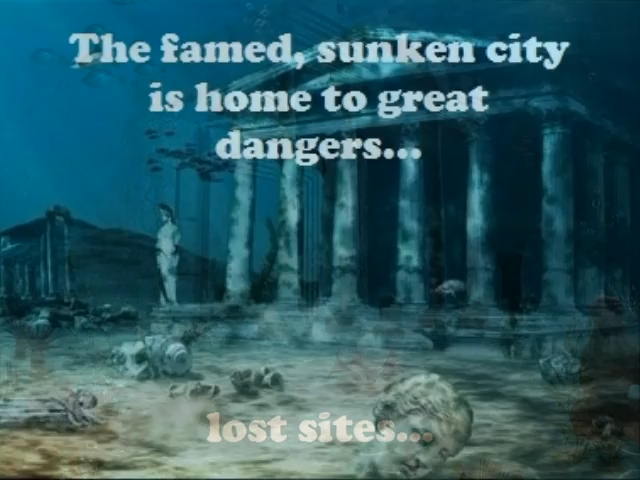 The famed, sunken city
is home to great
dangers...
lost sites...